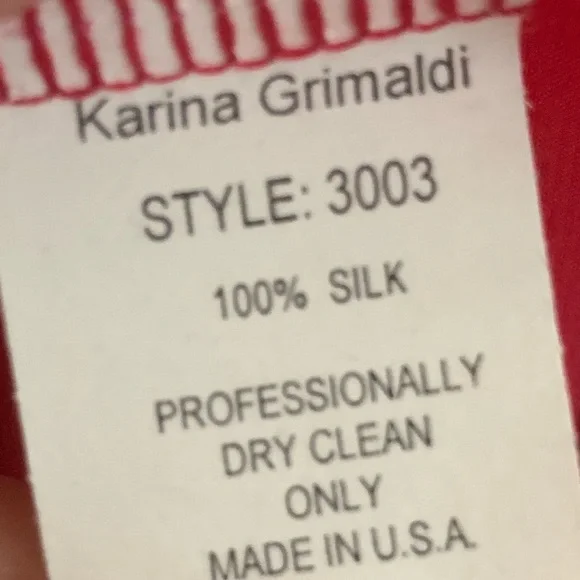 Karina Grimaldi
STYLE: 3003
100% SILK
PROFESSIONALLY
DRY CLEAN
ONLY
MADE IN U.S.A.